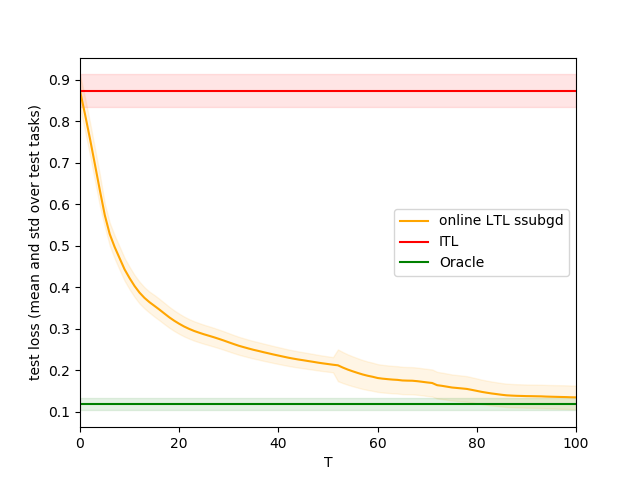 test loss (mean and std over test tasks)
0.9
0.8
0.7
0.6
0.5
0.4
0.3
0.2
0.1
online LTL ssubgd
ITL
Oracle
0 20 40 60 80 100
T